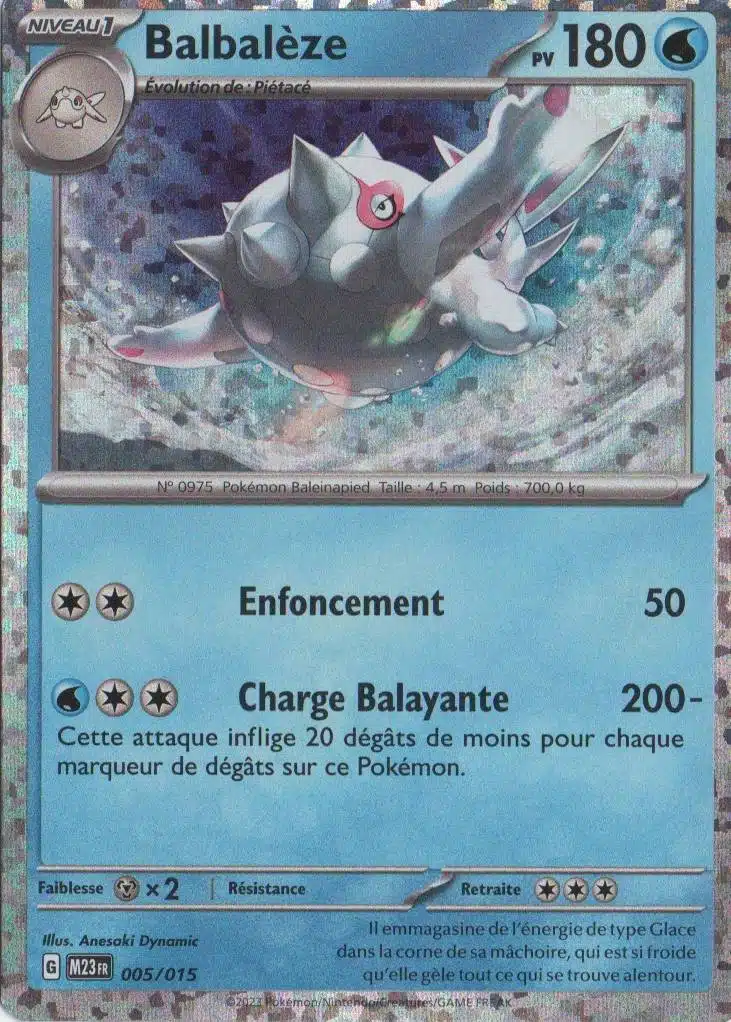 NIVEAU 1
Balbalèze
PV 180
Évolution de : Piétacé
N° 0975 Pokémon Baleinapied Taille : 4,5 m Poids : 700,0 kg
Enfoncement 50
Charge Balayante 200-
Cette attaque inflige 20 dégâts de moins pour chaque
marqueur de dégâts sur ce Pokémon.
Faiblesse ×2 Résistance Retraite
Illus. Anesaki Dynamic
G M23 FR 005/015
Il emmagasine de l'énergie de type Glace
dans la corne de sa mâchoire, qui est si froide
qu'elle gèle tout ce qui se trouve alentour.
©2023 Pokémon/Nintendo/Creatures/GAME FREAK